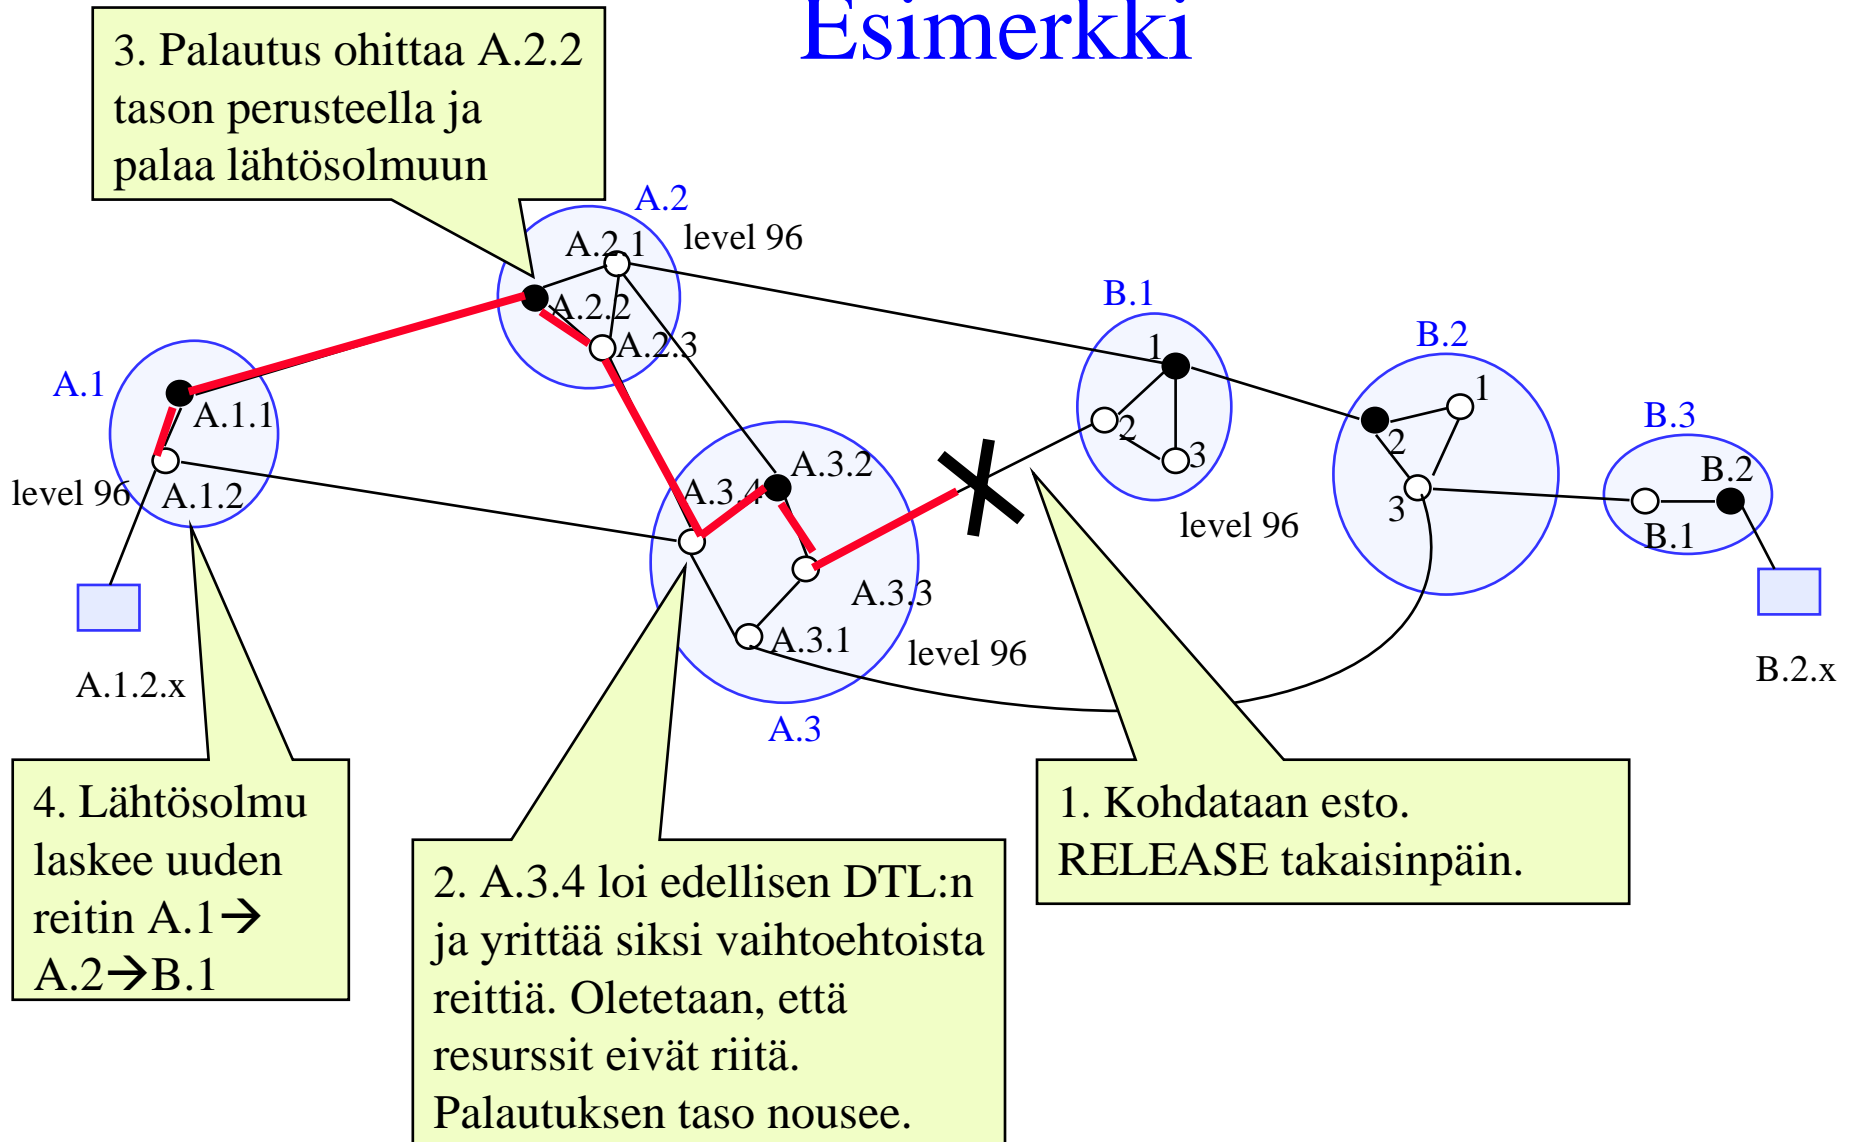 Esimerkki
3. Palautus ohittaa A.2.2
tason perusteella ja
palaa lähtösolmuun
A.2
level 96
A.2.1
A.2.2
A.2.3
A.1
A.1.1
A.1.2
level 96
A.1.2.x
A.3.2
A.3.4
A.3.3
A.3.1
level 96
A.3
B.1
1
2
3
level 96
B.2
1
2
3
B.3
B.2
B.1
B.2.x
4. Lähtösolmu
laskee uuden
reitin A.1→
A.2→B.1
2. A.3.4 loi edellisen DTL:n
ja yrittää siksi vaihtoehtoista
reittiä. Oletetaan, että
resurssit eivät riitä.
Palautuksen taso nousee.
1. Kohdataan esto.
RELEASE takaisinpäin.